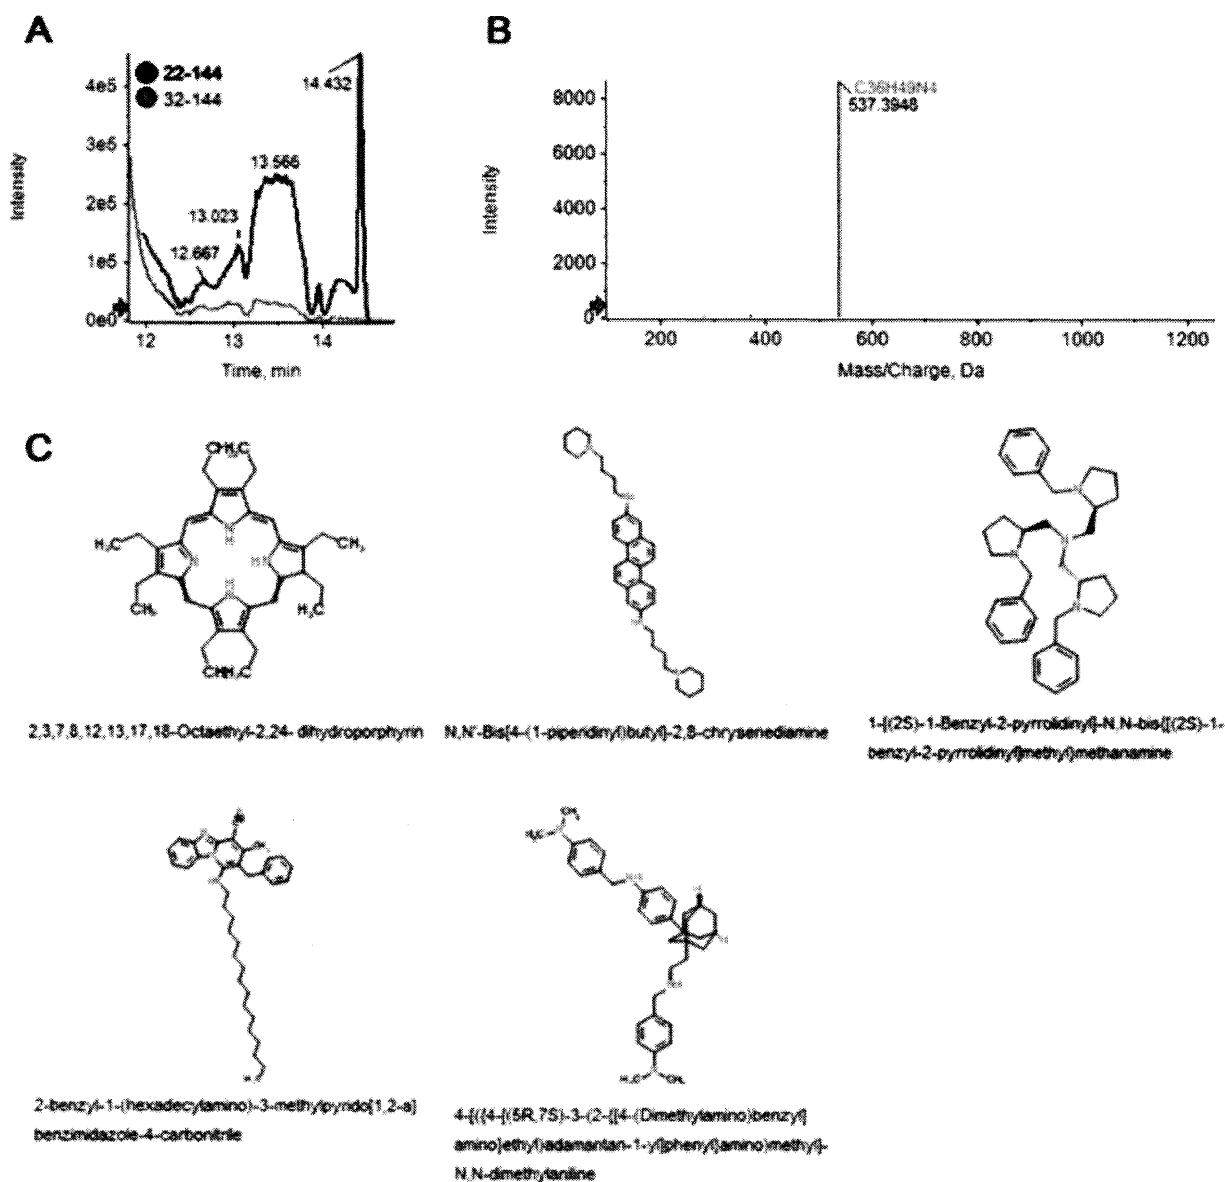 A
B
22-144
32-144
4e5
3e5
2e5
1e5
0e0
Intensity
14.432
13.566
13.023
12.667
12
13
14
Time, min
8000
6000
4000
2000
0
Intensity
C36H49N4
537.3948
200
400
600
800
1000
1200
Mass/Charge, Da
C
2,3,7,8,12,13,17,18-Octaethyl-2,24- dihydroporphyrin
N,N'-Bis[4-(1-piperidinyl)butyl]-2,8-chrysenediamine
1-[(2S)-1-Benzyl-2-pyrrolidinyl]-N,N-bis{[(2S)-1-
benzyl-2-pyrrolidinyl]methyl}methanamine
2-benzyl-1-(hexadecylamino)-3-methylpyrido[1,2-a]
benzimidazole-4-carbonitrile
4-[({4-[(5R,7S)-3-(2-{[4-(Dimethylamino)benzyl]
amino}ethyl)adamantan-1-yl]phenyl}amino)methyl]-
N,N-dimethylaniline